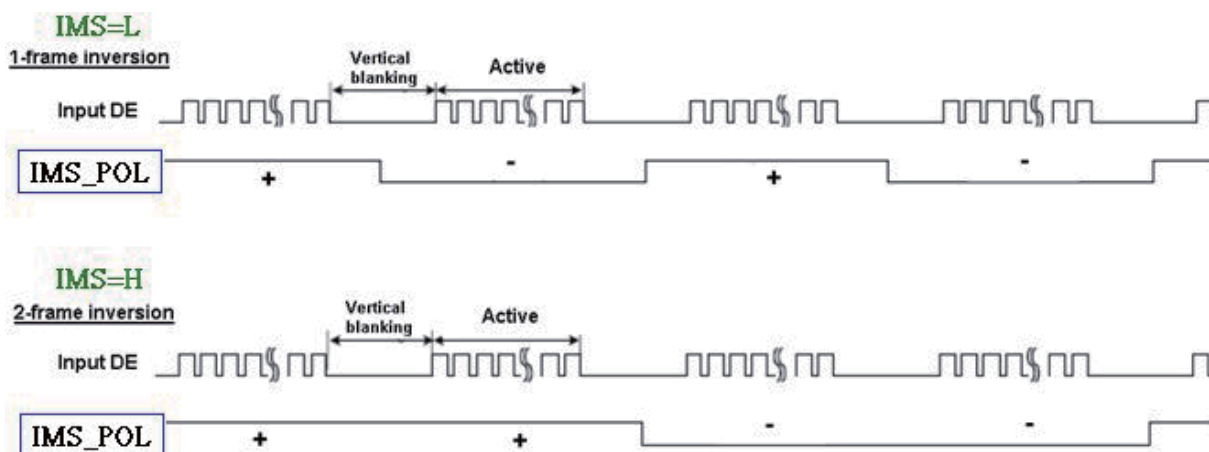 IMS=L
1-frame inversion
Vertical
blanking
Active
Input DE
IMS_POL
+ - + -
IMS=H
2-frame inversion
Vertical
blanking
Active
Input DE
IMS_POL
+ + - -